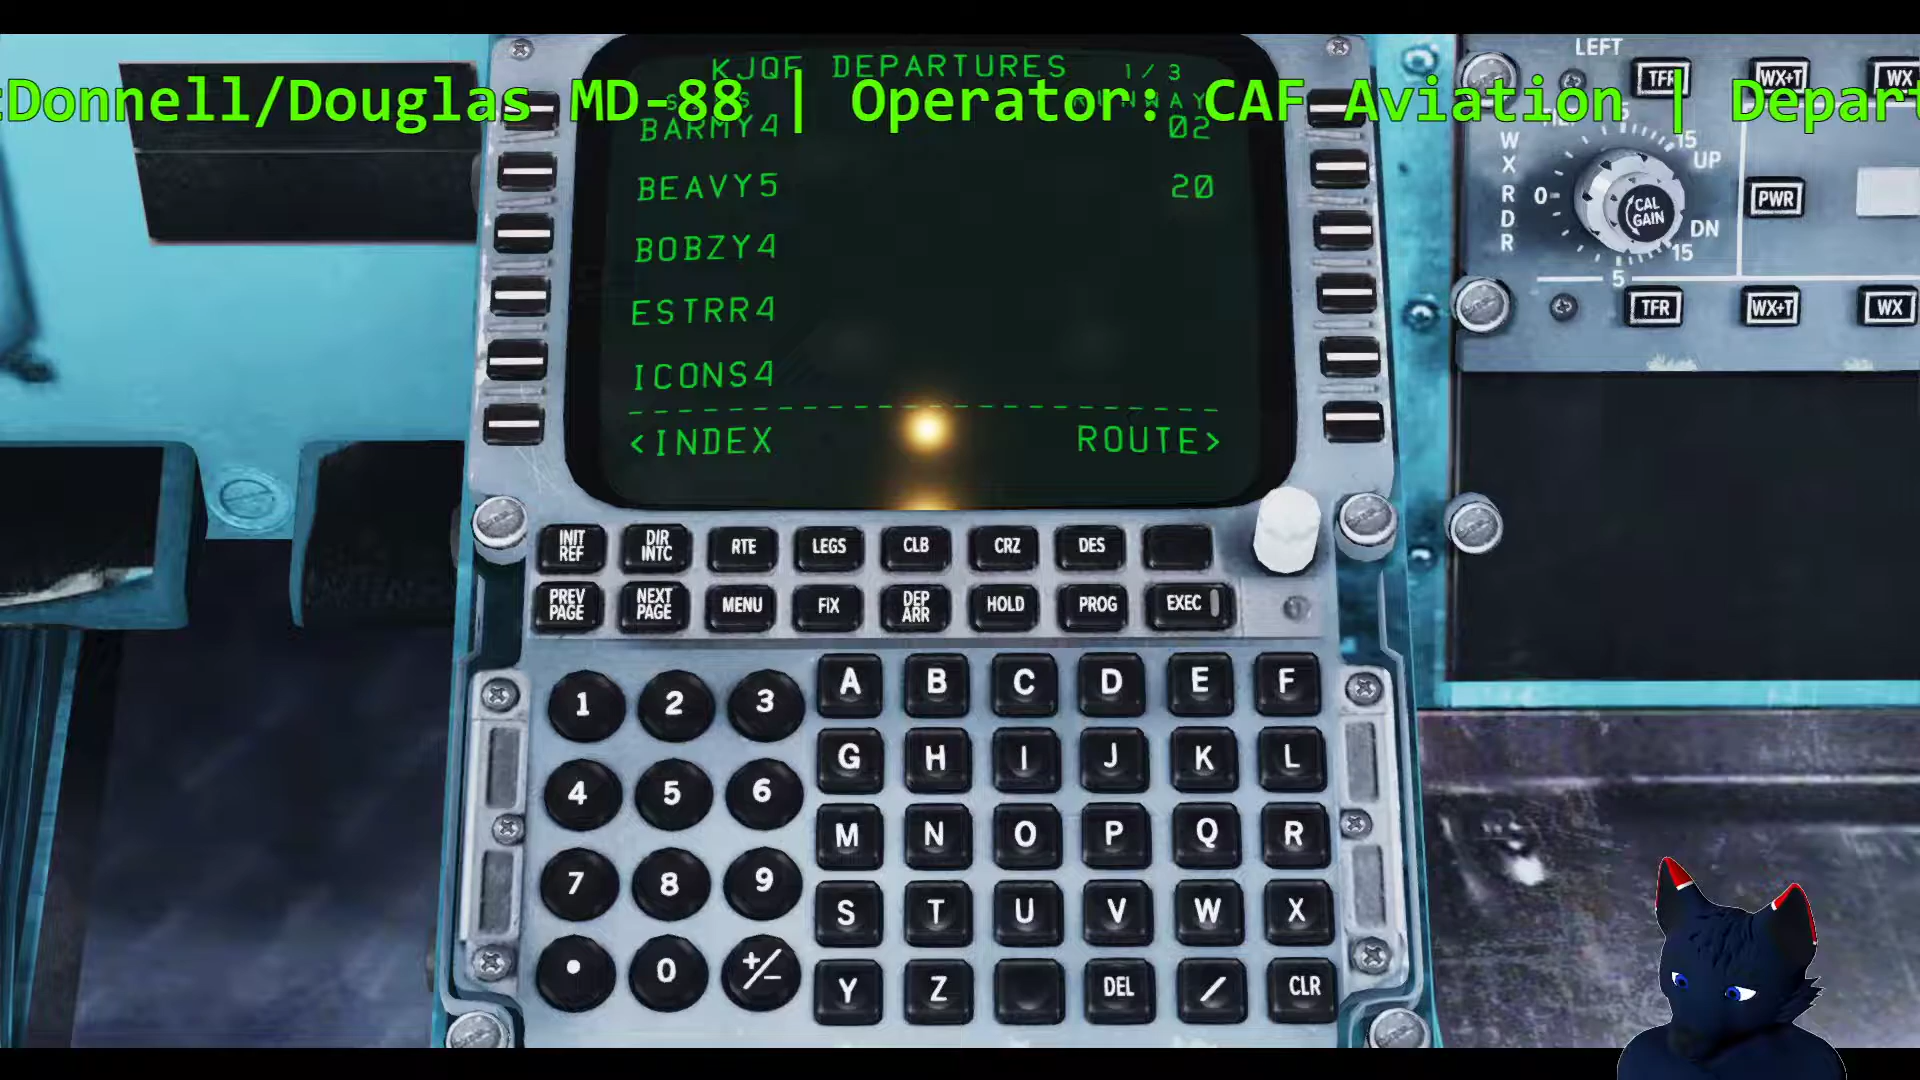 KJQF DEPARTURES 1/3
Donnell/Douglas MD-88 | Operator: CAF Aviation | Depart
BARMY4 02
BEAVY5 20
BOBZY4
ESTRR4
ICONS4
<INDEX ROUTE>
INIT REF DIR INTC RTE LEGS CLB CRZ DES
PREV PAGE NEXT PAGE MENU FIX DEP ARR HOLD PROG EXEC
1 2 3 A B C D E F
4 5 6 G H I J K L
7 8 9 M N O P Q R
• 0 +/- S T U V W X
Y Z DEL / CLR
LEFT
TFR WX+T WX
WXRDR
0 5 15 UP
CAL GAIN
DN 15
5
PWR
TFR WX+T WX